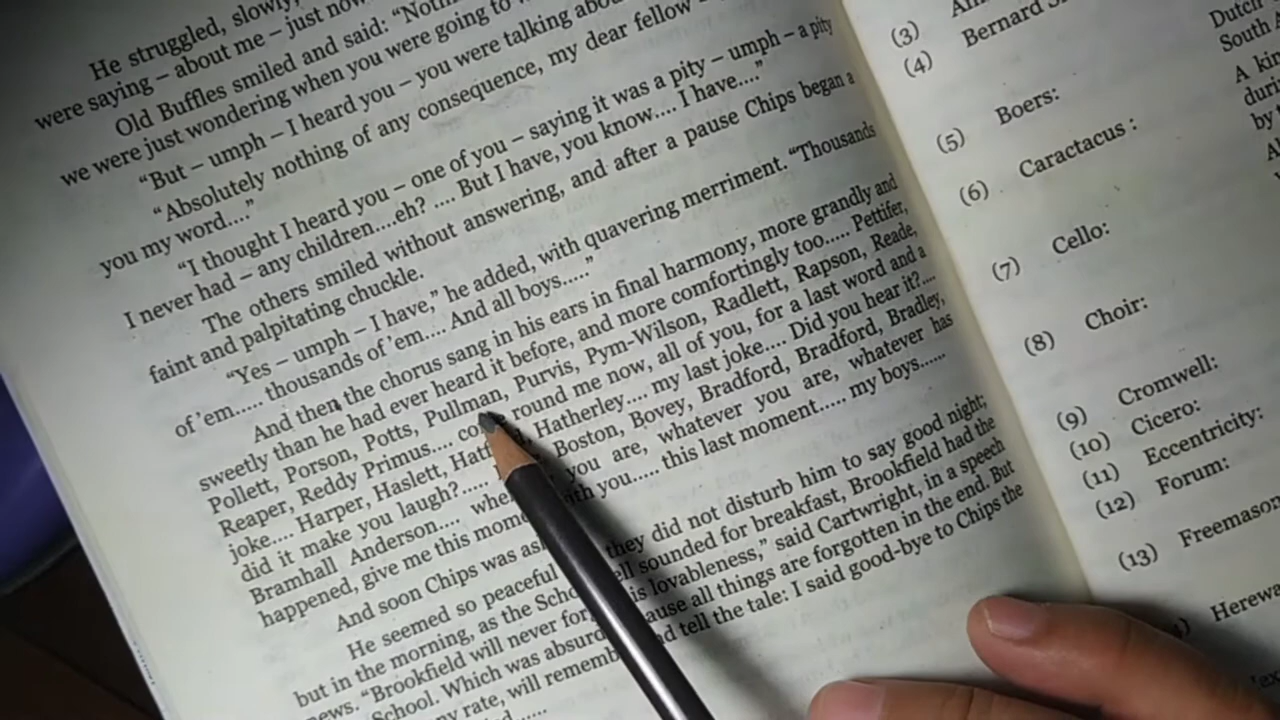 He struggled, slowly,
were saying – about me – just now
Old Buffles smiled and said: "Noth
we were just wondering when you were going to
"But – umph – I heard you – you were talking abou
"Absolutely nothing of any consequence, my dear fellow –
you my word...."
"I thought I heard you – one of you – saying it was a pity – umph – a pity
I never had – any children....eh? .... But I have, you know.... I have...."
The others smiled without answering, and after a pause Chips began a
faint and palpitating chuckle.
"Yes – umph – I have," he added, with quavering merriment. "Thousands
of 'em..... thousands of 'em.... And all boys....."
And then the chorus sang in his ears in final harmony, more grandly and
sweetly than he had ever heard it before, and more comfortingly too..... Pettifer,
Pollett, Porson, Potts, Pullman, Purvis, Pym-Wilson, Radlett, Rapson, Reade,
Reaper, Reddy Primus.... round me now, all of you, for a last word and a
joke.... Harper, Haslett, Hatherley.... my last joke.... Did you hear it?....
did it make you laugh?..... Boston, Bovey, Bradford, Bradley,
Bramhall Anderson.... you are, whatever you are, whatever has
happened, give me this you..... this last moment..... my boys......
And soon Chips was
they did not disturb him to say good night;
He seemed so peaceful
but in the morning, as the sounded for breakfast, Brookfield had the
news. "Brookfield will never lovableness," said Cartwright, in a speech
School. Which was all things are forgotten in the end. But
rate, will tell the tale: I said good-bye to Chips the
(3)
(4) Bernard
Dutch
South
(5) Boers:
A kin
duri
by
(6) Caractacus :
(7) Cello:
(8) Choir:
(9) Cromwell:
(10) Cicero:
(11) Eccentricity:
(12) Forum:
(13) Freemason
Herewa